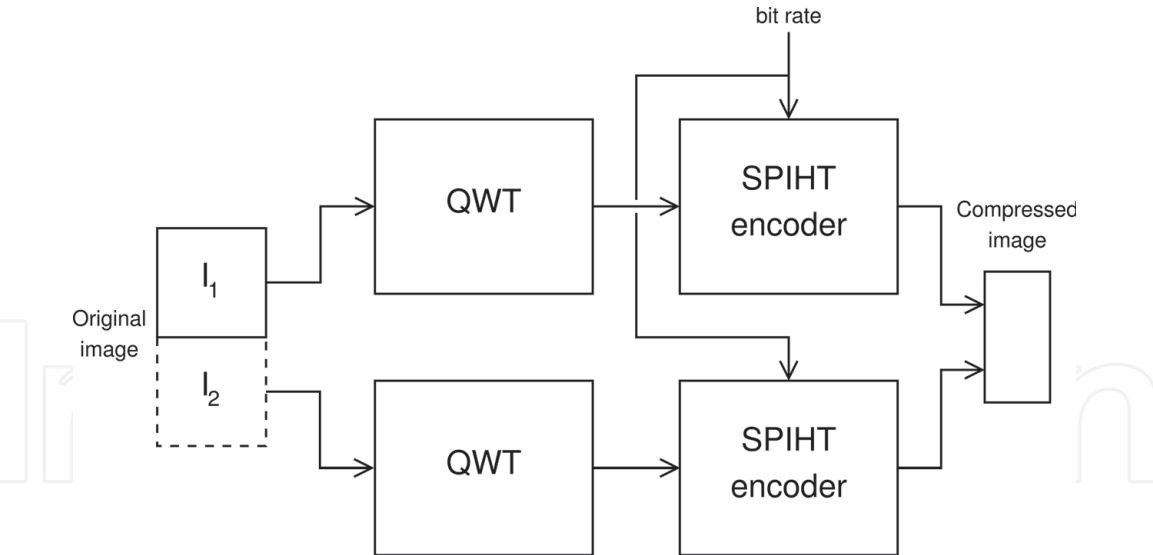 bit rate
QWT
SPIHT
encoder
Compressed
image
I1
Original
image
I2
QWT
SPIHT
encoder